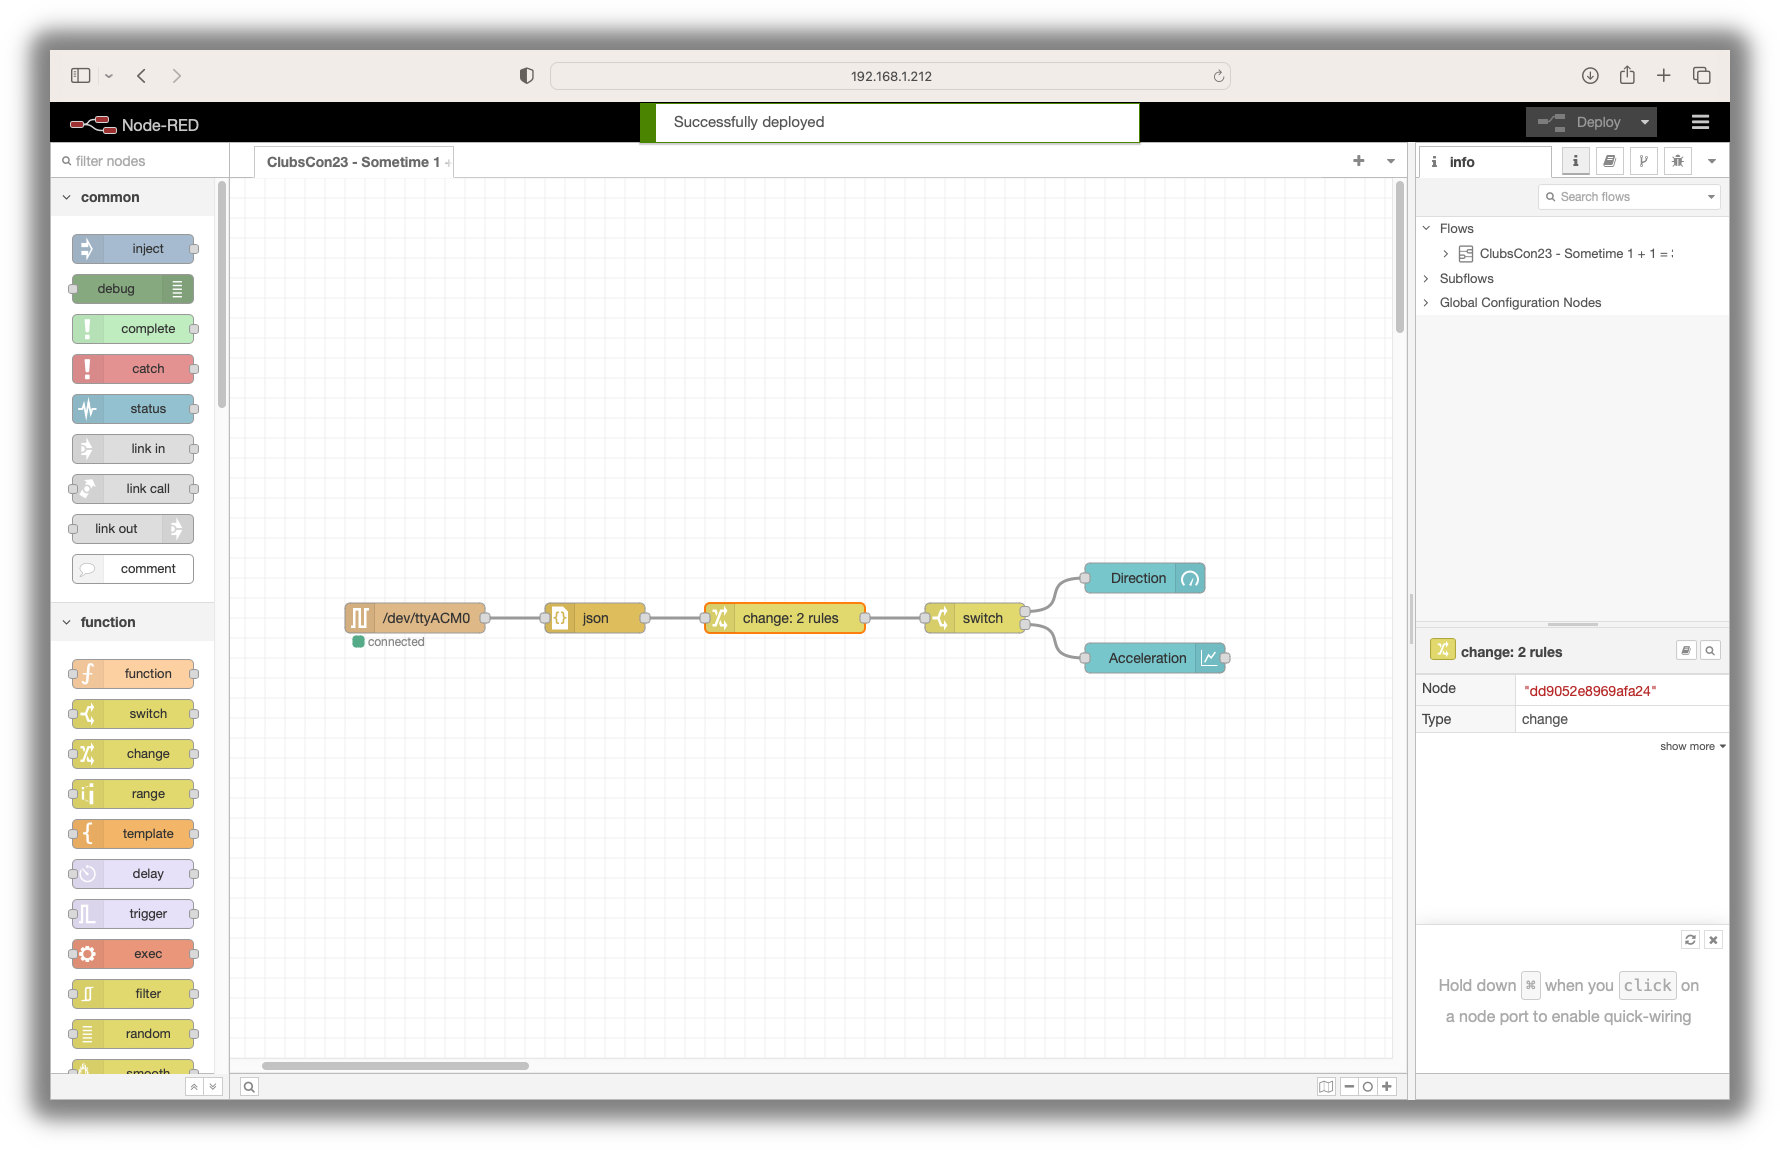 192.168.1.212
Node-RED
Successfully deployed
Deploy
filter nodes
ClubsCon23 - Sometime 1 +
info
common
Search flows
inject
debug
complete
catch
status
link in
link call
link out
comment
function
function
switch
change
range
template
delay
trigger
exec
filter
random
smooth
/dev/ttyACM0
connected
json
change: 2 rules
switch
Direction
Acceleration
Flows
ClubsCon23 - Sometime 1 + 1 =
Subflows
Global Configuration Nodes
change: 2 rules
Node "dd9052e8969afa24"
Type change
show more
Hold down ⌘ when you click on
a node port to enable quick-wiring